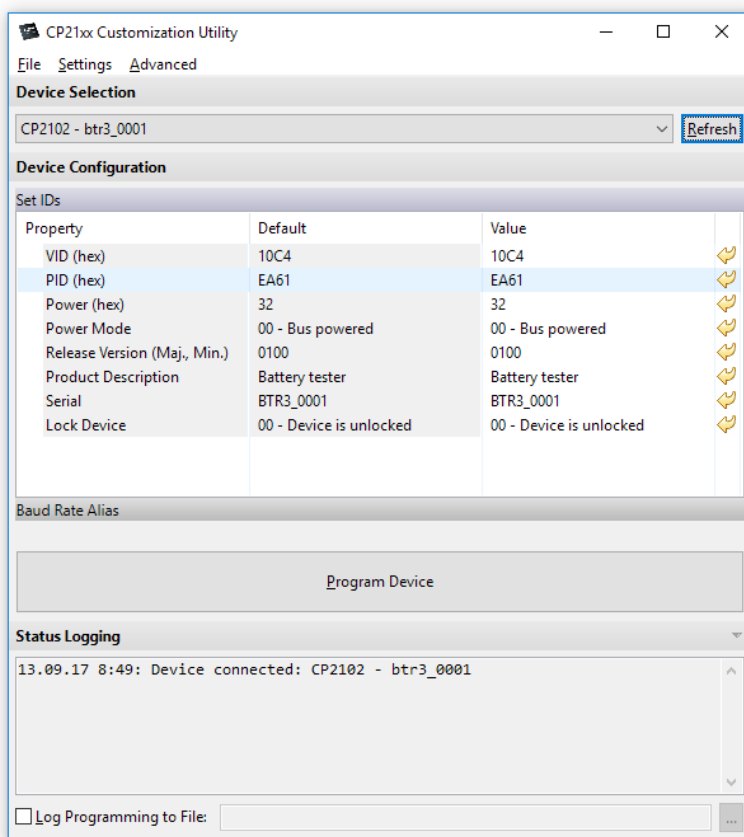 CP21xx Customization Utility
File Settings Advanced
Device Selection
CP2102 - btr3_0001 Refresh
Device Configuration
Set IDs
Property Default Value
VID (hex) 10C4 10C4
PID (hex) EA61 EA61
Power (hex) 32 32
Power Mode 00 - Bus powered 00 - Bus powered
Release Version (Maj., Min.) 0100 0100
Product Description Battery tester Battery tester
Serial BTR3_0001 BTR3_0001
Lock Device 00 - Device is unlocked 00 - Device is unlocked
Baud Rate Alias
Program Device
Status Logging
13.09.17 8:49: Device connected: CP2102 - btr3_0001
Log Programming to File: ...